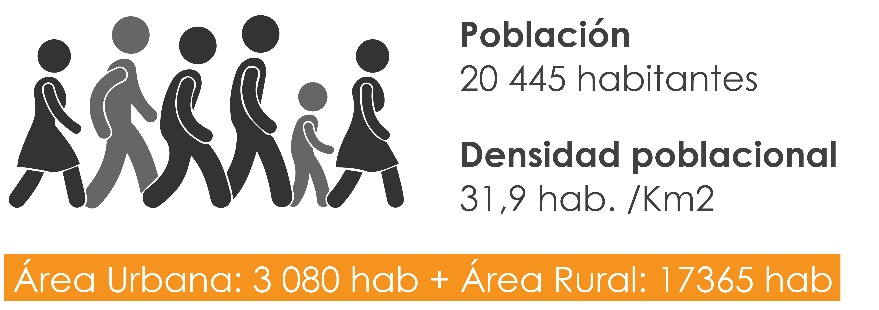 Población
20 445 habitantes
Densidad poblacional
31,9 hab. /Km2
Área Urbana: 3 080 hab + Área Rural: 17365 hab